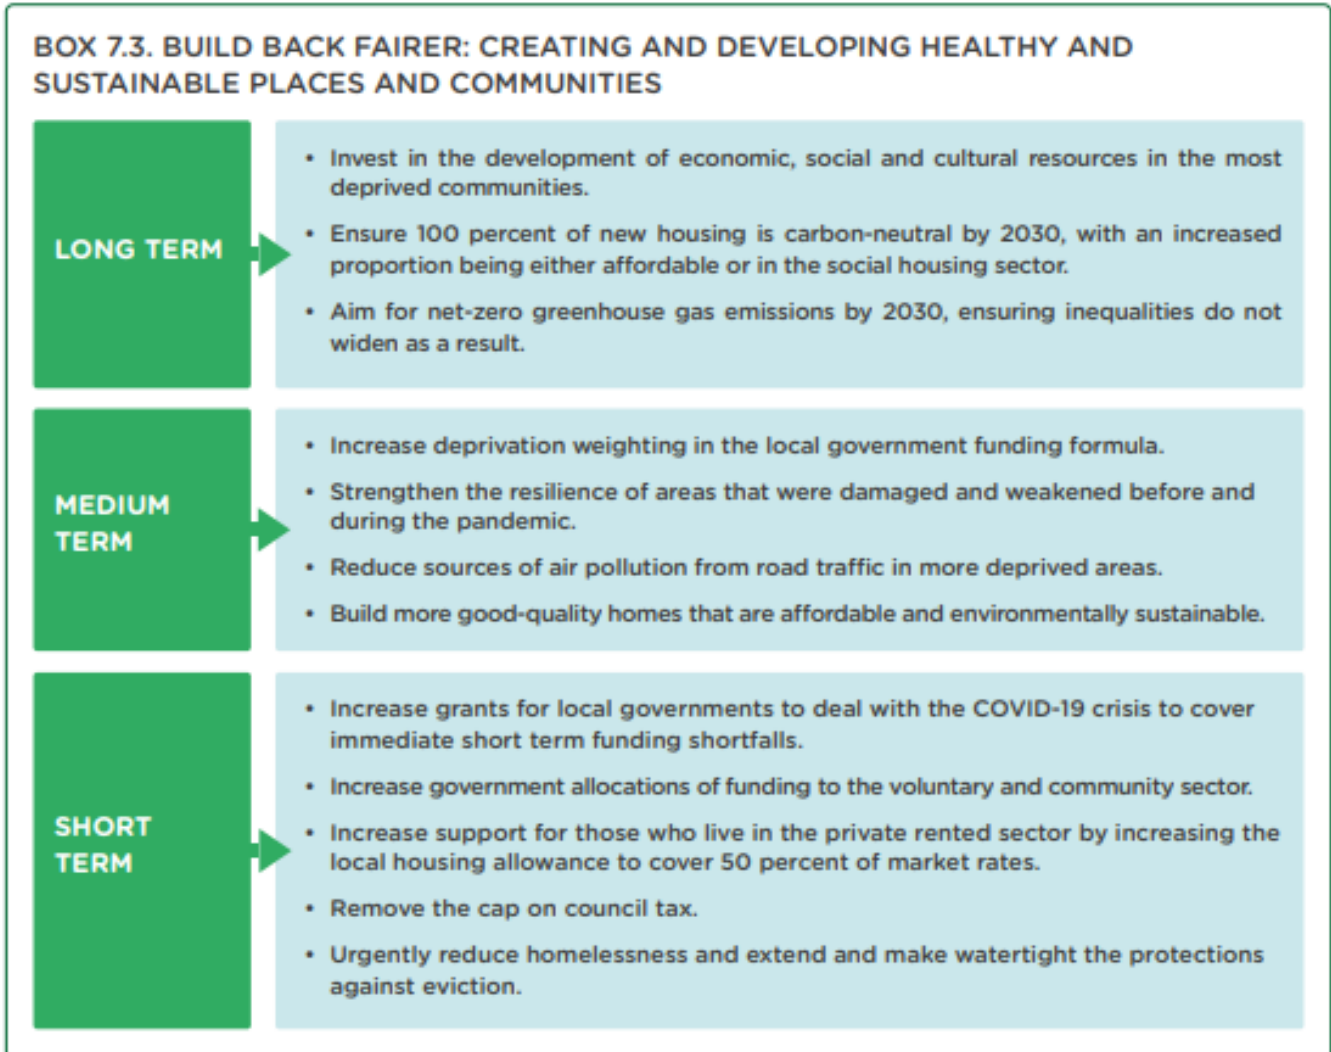 BOX 7.3. BUILD BACK FAIRER: CREATING AND DEVELOPING HEALTHY AND
SUSTAINABLE PLACES AND COMMUNITIES
LONG TERM
• Invest in the development of economic, social and cultural resources in the most
deprived communities.
• Ensure 100 percent of new housing is carbon-neutral by 2030, with an increased
proportion being either affordable or in the social housing sector.
• Aim for net-zero greenhouse gas emissions by 2030, ensuring inequalities do not
widen as a result.
MEDIUM
TERM
• Increase deprivation weighting in the local government funding formula.
• Strengthen the resilience of areas that were damaged and weakened before and
during the pandemic.
• Reduce sources of air pollution from road traffic in more deprived areas.
• Build more good-quality homes that are affordable and environmentally sustainable.
SHORT
TERM
• Increase grants for local governments to deal with the COVID-19 crisis to cover
immediate short term funding shortfalls.
• Increase government allocations of funding to the voluntary and community sector.
• Increase support for those who live in the private rented sector by increasing the
local housing allowance to cover 50 percent of market rates.
• Remove the cap on council tax.
• Urgently reduce homelessness and extend and make watertight the protections
against eviction.